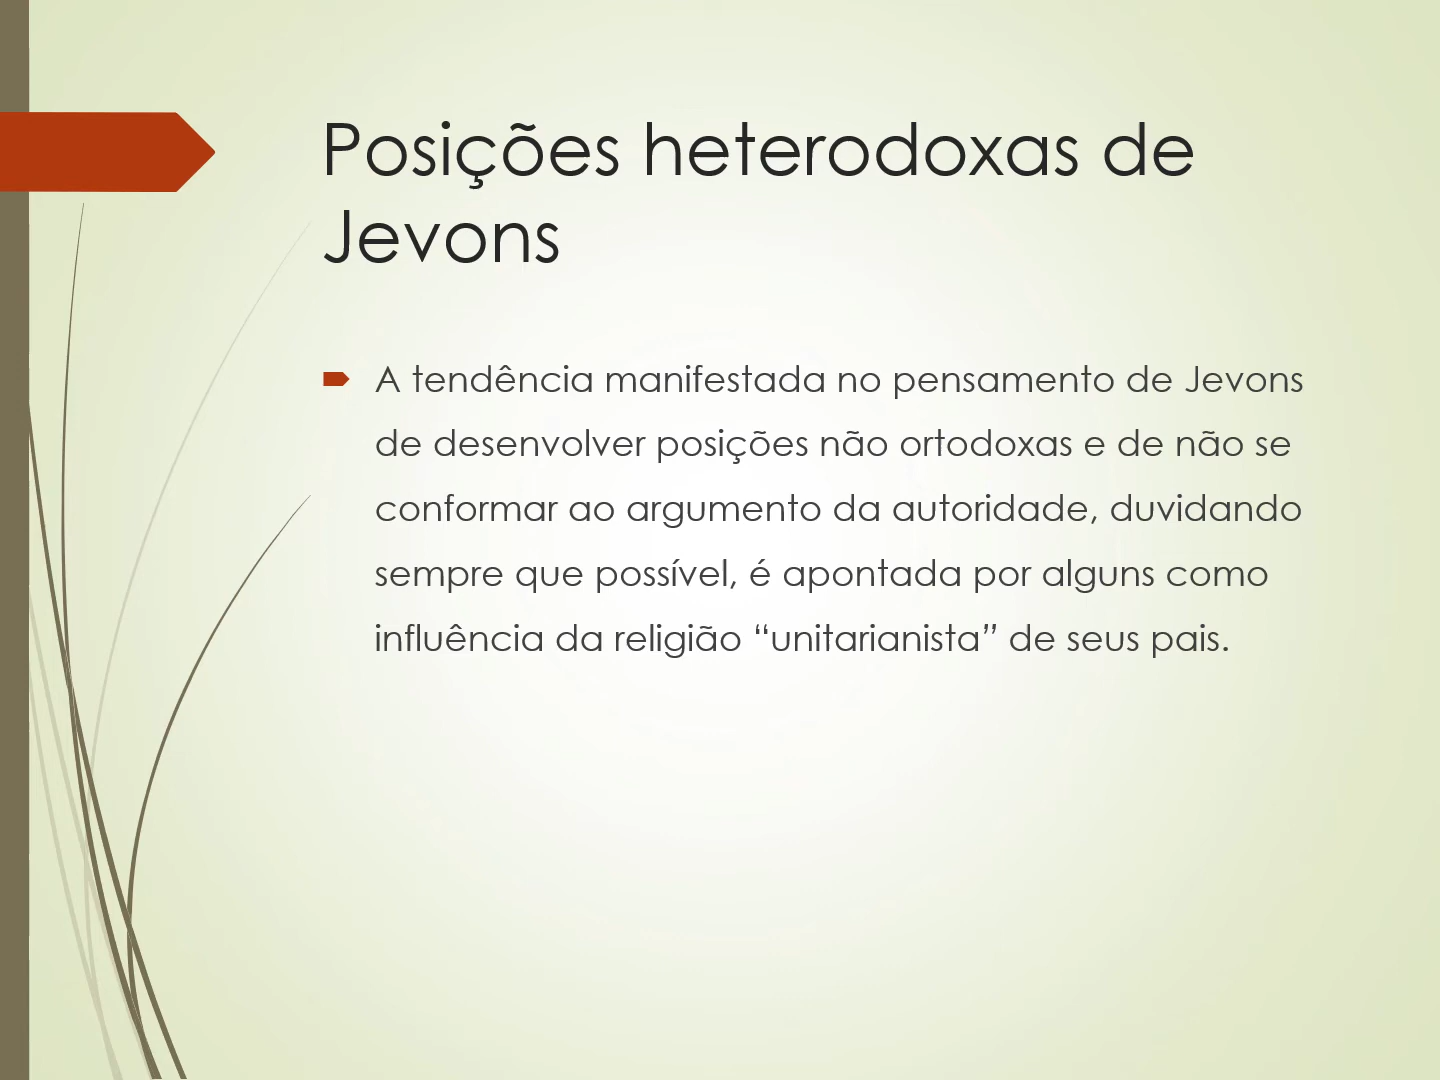 Posições heterodoxas de
Jevons
A tendência manifestada no pensamento de Jevons
de desenvolver posições não ortodoxas e de não se
conformar ao argumento da autoridade, duvidando
sempre que possível, é apontada por alguns como
influência da religião “unitarianista” de seus pais.